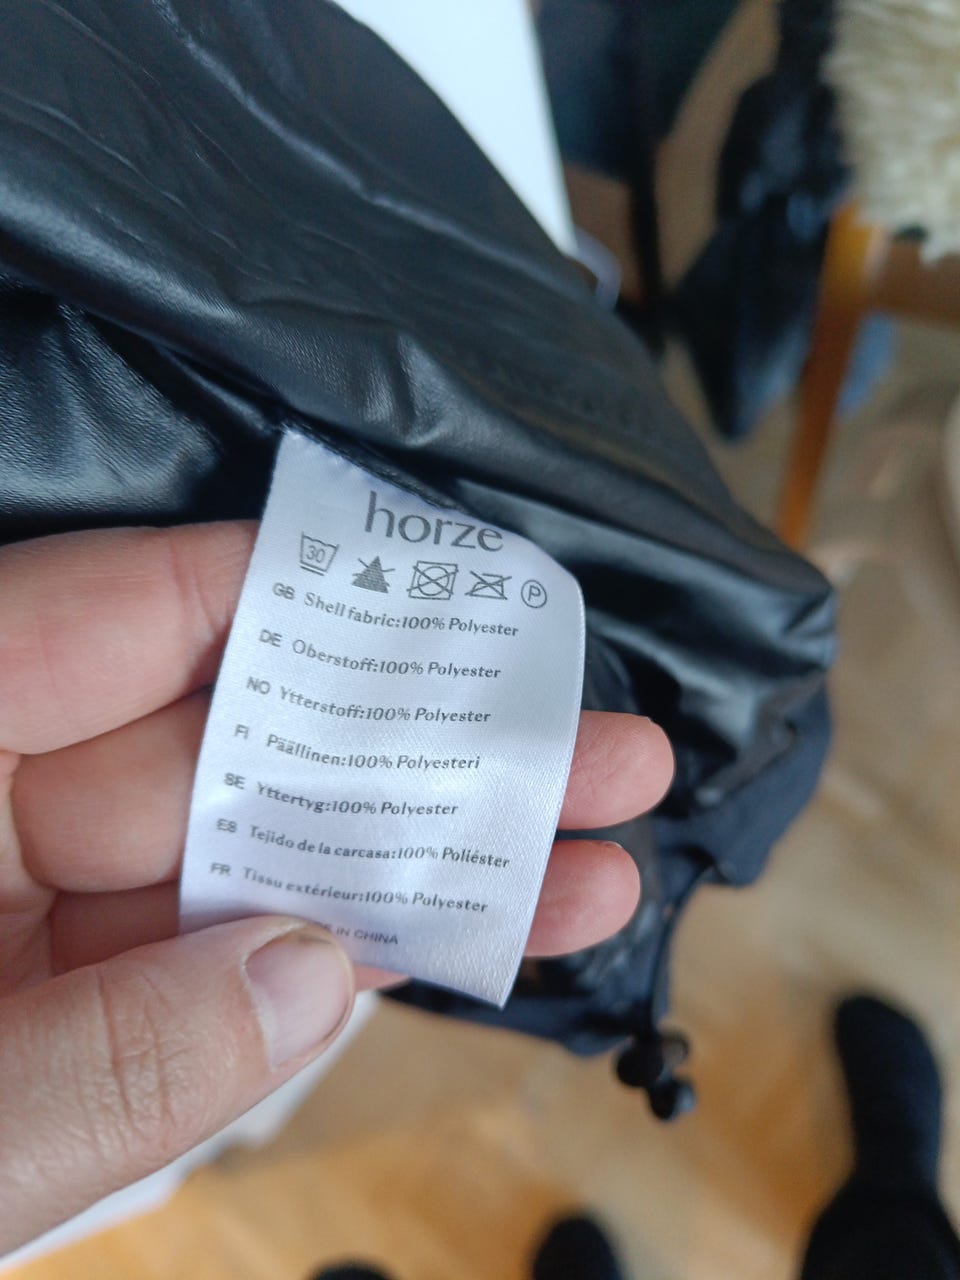 horze
30 P
GB Shell fabric:100% Polyester
DE Oberstoff:100% Polyester
NO Ytterstoff:100% Polyester
FI Päällinen:100% Polyesteri
SE Yttertyg:100% Polyester
ES Tejido de la carcasa:100% Poliéster
FR Tissu extérieur:100% Polyester
IN CHINA